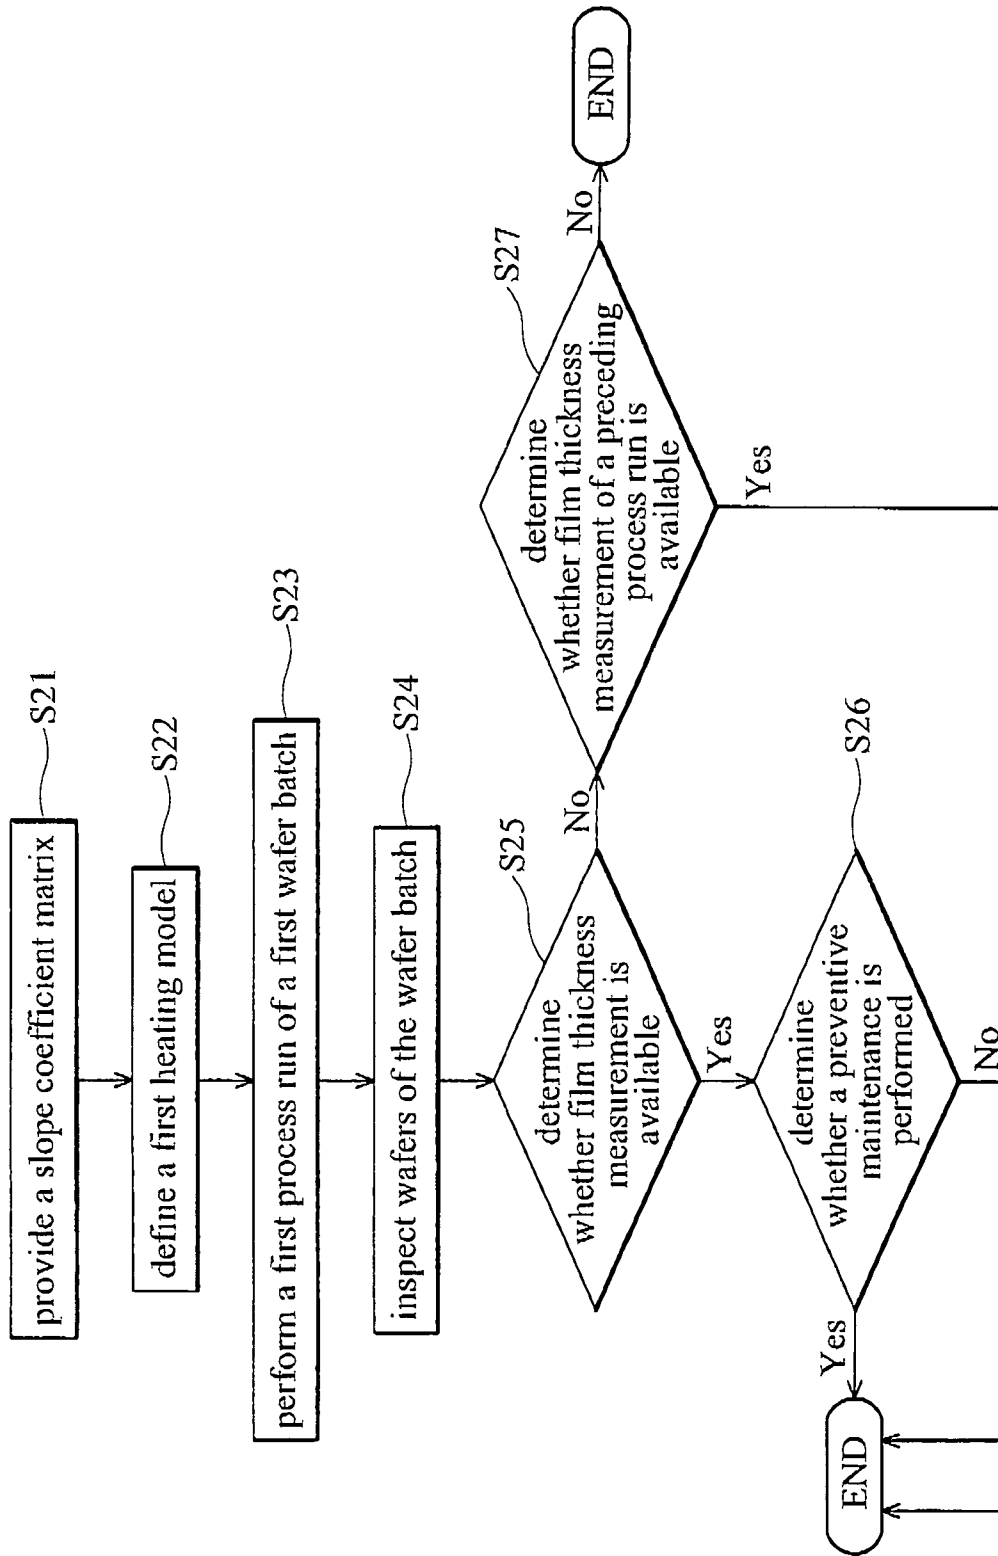 provide a slope coefficient matrix
S21
define a first heating model
S22
perform a first process run of a first wafer batch
S23
inspect wafers of the wafer batch
S24
determine
whether film thickness
measurement is
available
S25
No
Yes
determine
whether film thickness
measurement of a preceding
process run is
available
S27
No
END
Yes
determine
whether a preventive
maintenance is
performed
S26
Yes
END
No